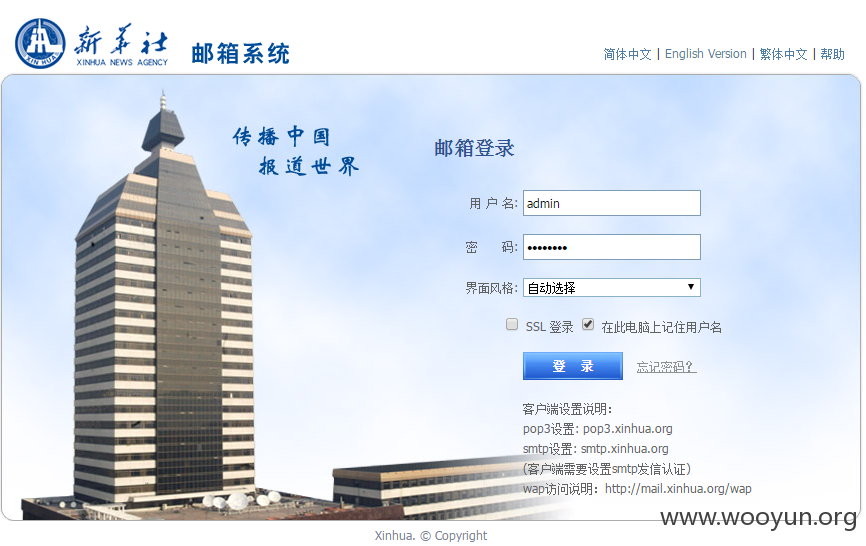 新华社 邮箱系统
XIN HUA
XINHUA NEWS AGENCY
简体中文 | English Version | 繁体中文 | 帮助
传播中国
报道世界
邮箱登录
用 户 名: admin
密 码: ••••••••
界面风格: 自动选择
SSL 登录 在此电脑上记住用户名
登 录 忘记密码?
客户端设置说明:
pop3设置: pop3.xinhua.org
smtp设置: smtp.xinhua.org
(客户端需要设置smtp发信认证)
wap访问说明: http://mail.xinhua.org/wap
www.wooyun.org
Xinhua. © Copyright